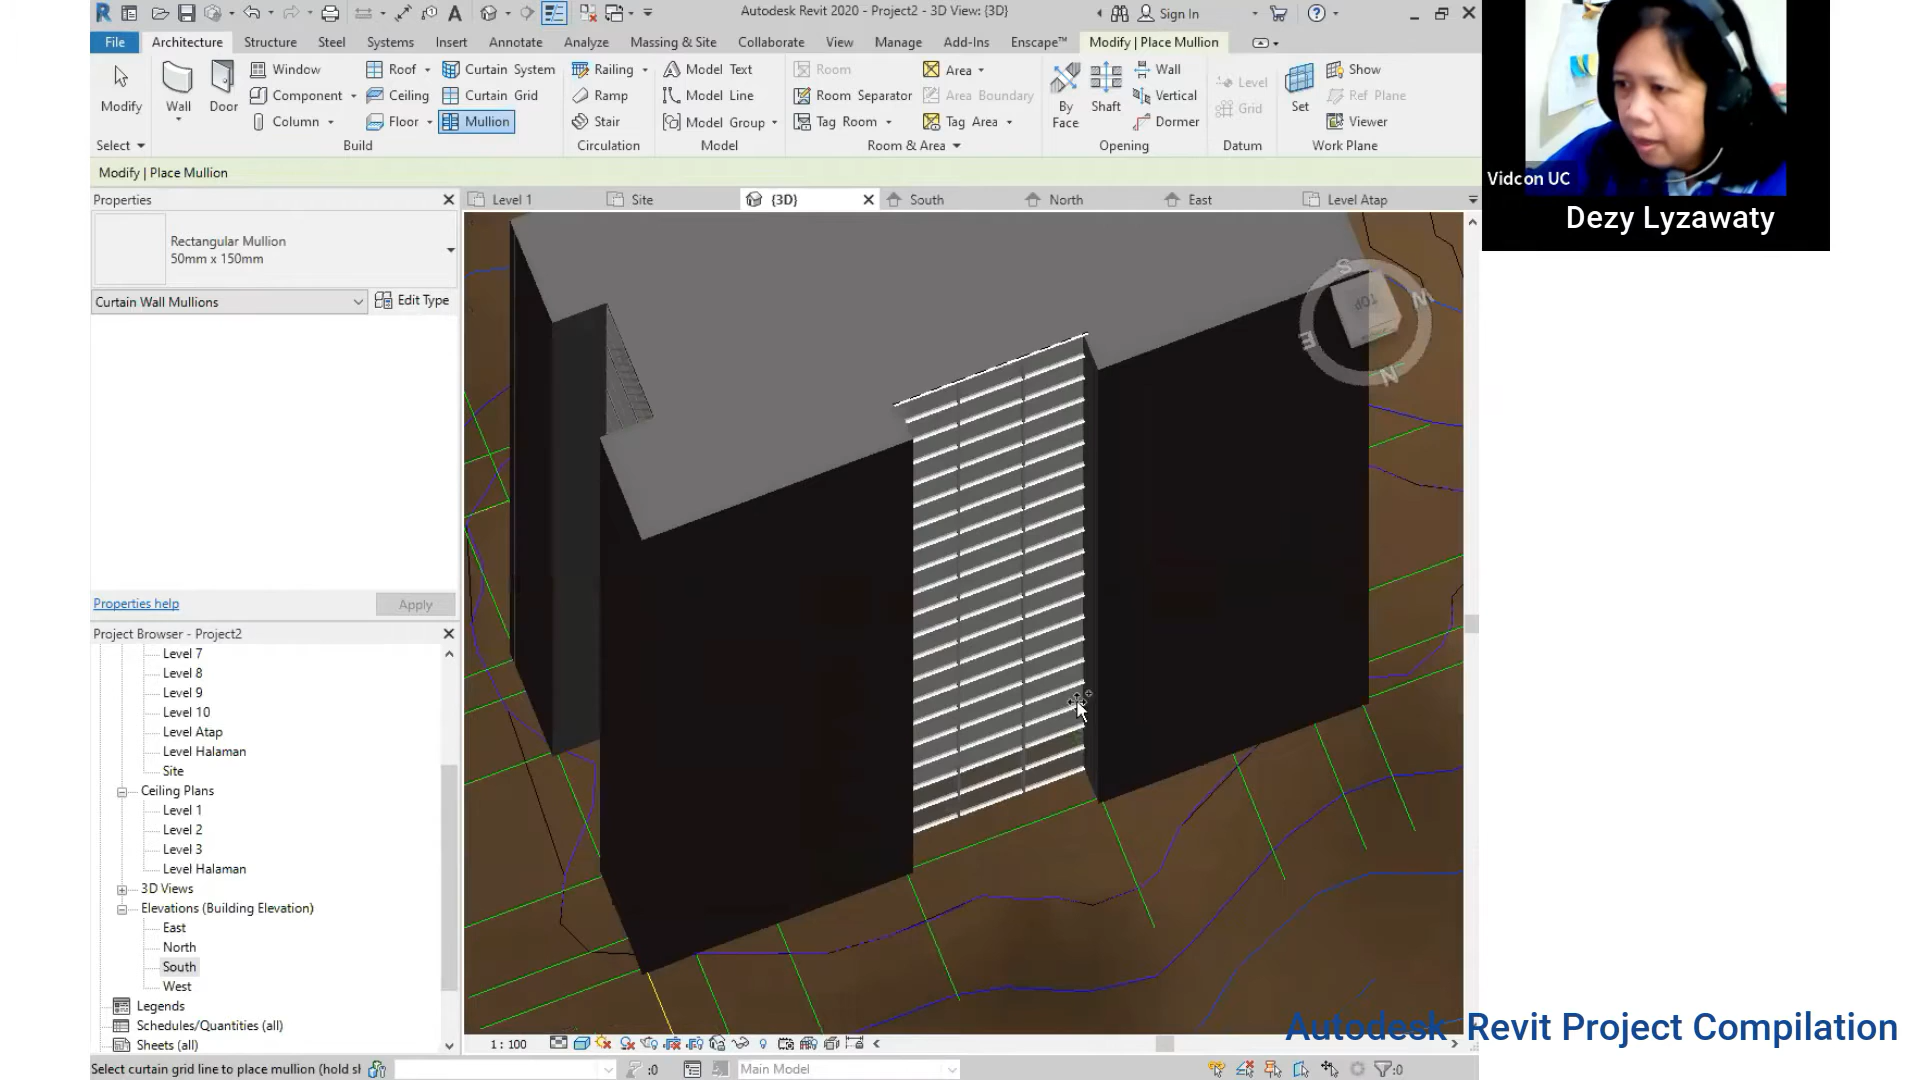 Autodesk Revit 2020 - Project2 - 3D View: {3D}
Sign In
File Architecture Structure Steel Systems Insert Annotate Analyze Massing & Site Collaborate View Manage Add-Ins Enscape™ Modify | Place Mullion
Modify
Wall
Door
Window
Component
Column
Roof
Ceiling
Floor
Curtain System
Curtain Grid
Mullion
Railing
Ramp
Stair
Model Text
Model Line
Model Group
Room
Room Separator
Tag Room
Area
Area Boundary
Tag Area
By
Face
Shaft
Wall
Vertical
Dormer
Level
Grid
Set
Show
Ref Plane
Viewer
Select Build Circulation Model Room & Area Opening Datum Work Plane
Modify | Place Mullion
Vidcon UC
Dezy Lyzawaty
Properties
Level 1 Site {3D} South North East Level Atap
Rectangular Mullion
50mm x 150mm
Curtain Wall Mullions
Edit Type
Properties help
Apply
Project Browser - Project2
Level 7
Level 8
Level 9
Level 10
Level Atap
Level Halaman
Site
Ceiling Plans
Level 1
Level 2
Level 3
Level Halaman
3D Views
Elevations (Building Elevation)
East
North
South
West
Legends
Schedules/Quantities (all)
Sheets (all)
TOP
S
E
N
1 : 100
Autodesk Revit Project Compilation
Select curtain grid line to place mullion (hold sl
:0
Main Model
:0